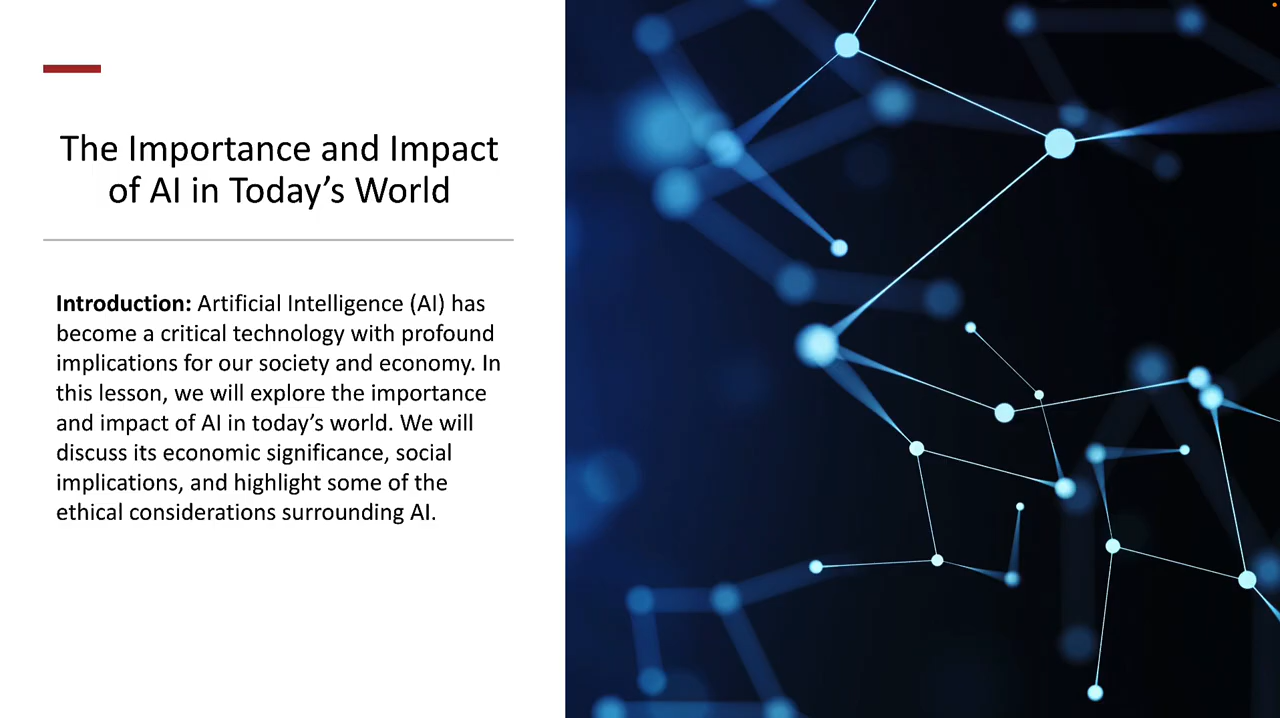 The Importance and Impact
of AI in Today’s World
Introduction: Artificial Intelligence (AI) has
become a critical technology with profound
implications for our society and economy. In
this lesson, we will explore the importance
and impact of AI in today’s world. We will
discuss its economic significance, social
implications, and highlight some of the
ethical considerations surrounding AI.